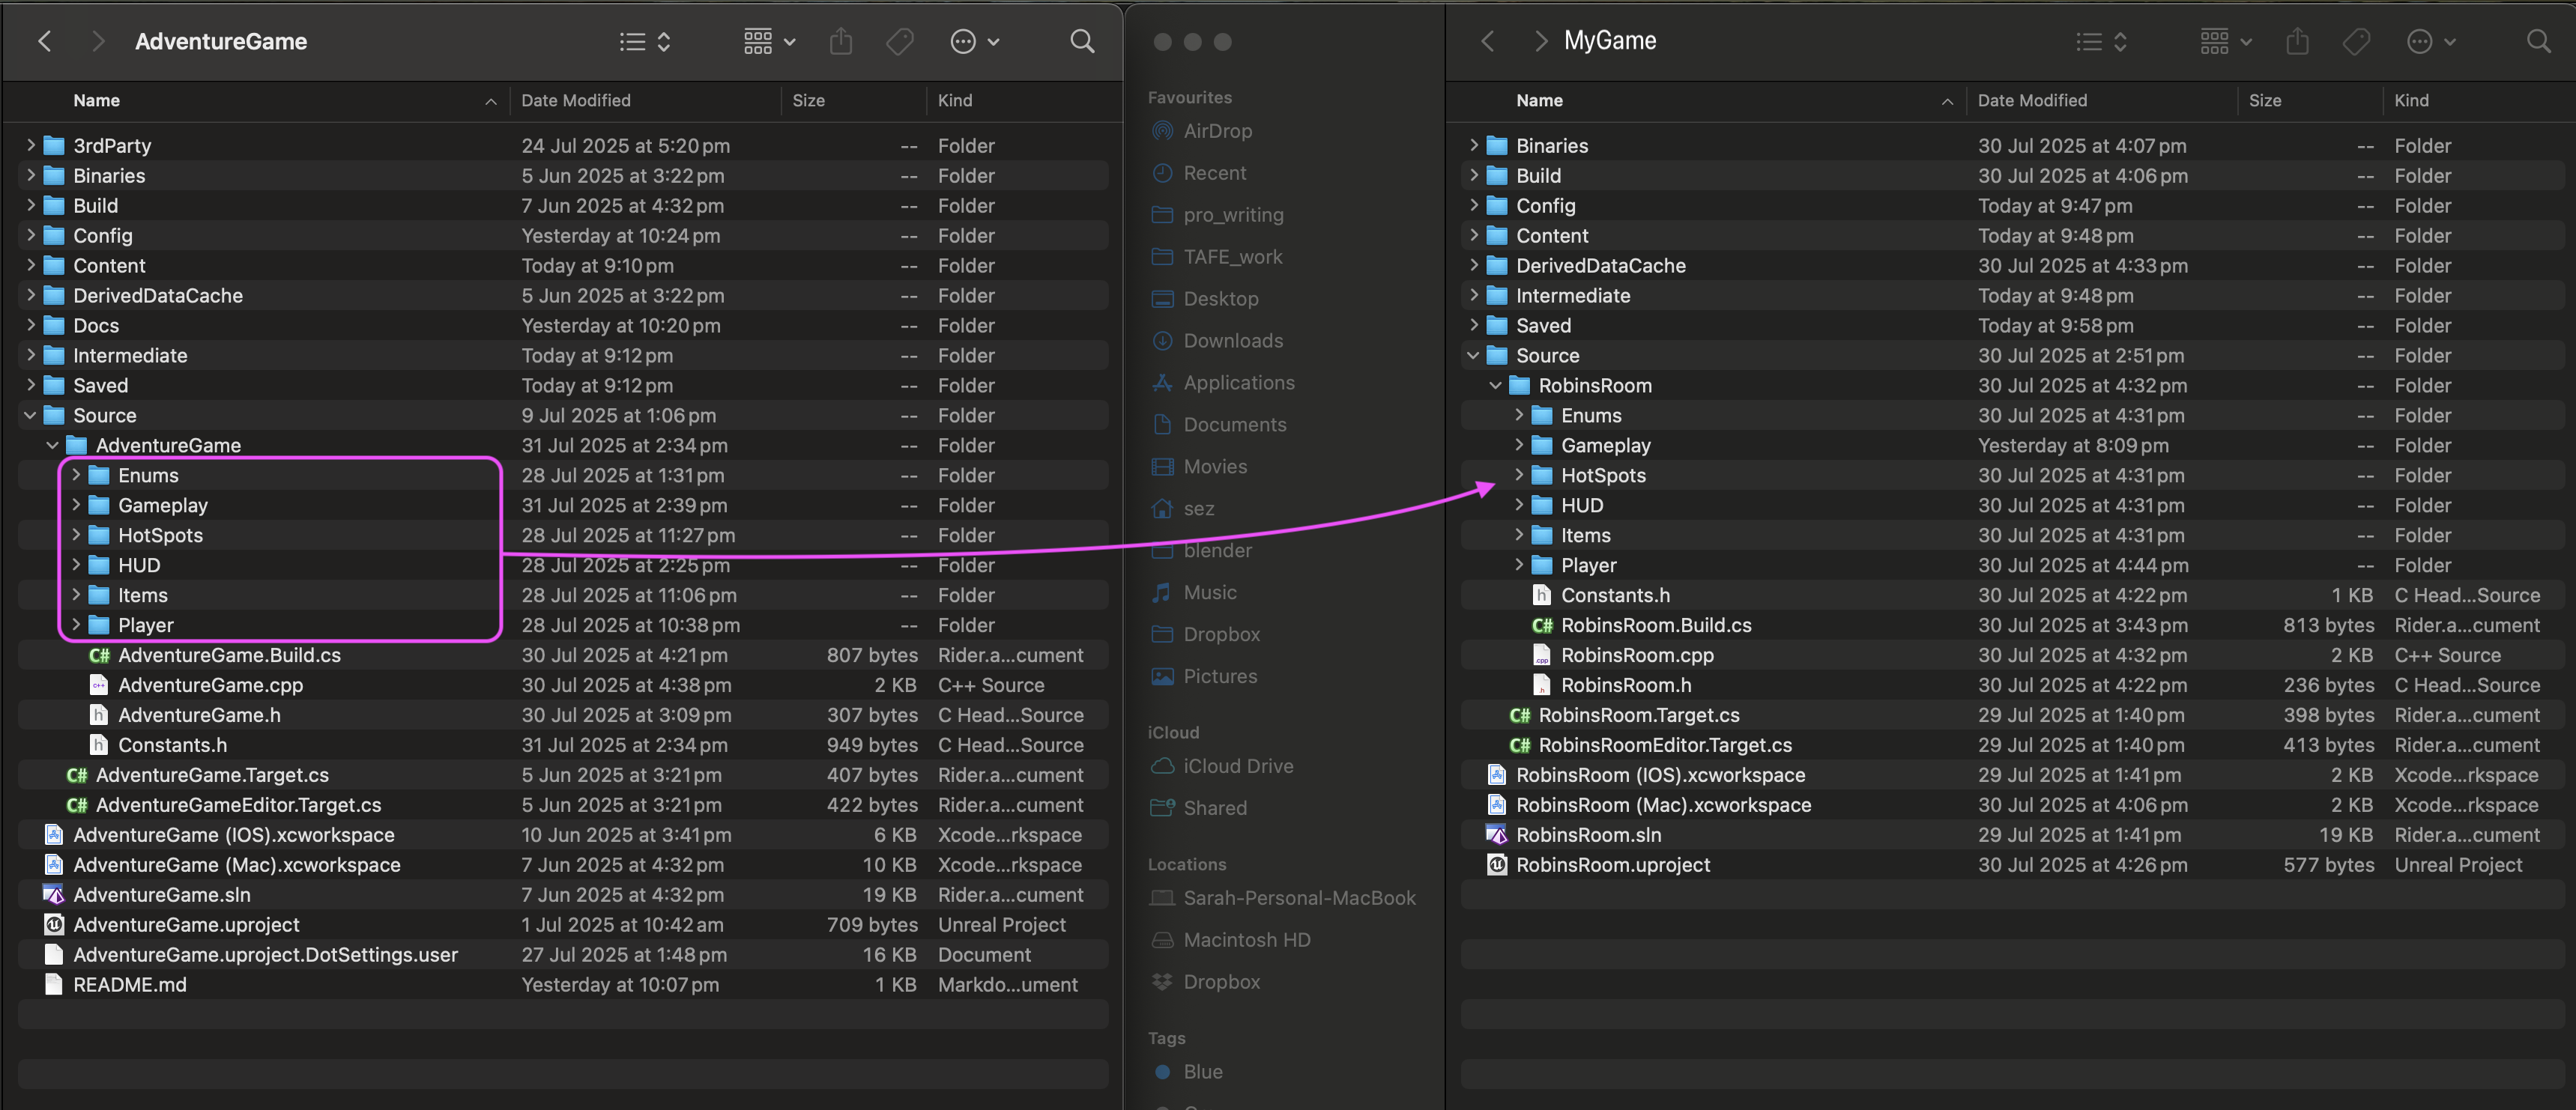 AdventureGame
Name Date Modified Size Kind
3rdParty 24 Jul 2025 at 5:20 pm -- Folder
Binaries 5 Jun 2025 at 3:22 pm -- Folder
Build 7 Jun 2025 at 4:32 pm -- Folder
Config Yesterday at 10:24 pm -- Folder
Content Today at 9:10 pm -- Folder
DerivedDataCache 5 Jun 2025 at 3:22 pm -- Folder
Docs Yesterday at 10:20 pm -- Folder
Intermediate Today at 9:12 pm -- Folder
Saved Today at 9:12 pm -- Folder
Source 9 Jul 2025 at 1:06 pm -- Folder
AdventureGame 31 Jul 2025 at 2:34 pm -- Folder
Enums 28 Jul 2025 at 1:31 pm -- Folder
Gameplay 31 Jul 2025 at 2:39 pm -- Folder
HotSpots 28 Jul 2025 at 11:27 pm -- Folder
HUD 28 Jul 2025 at 2:25 pm -- Folder
Items 28 Jul 2025 at 11:06 pm -- Folder
Player 28 Jul 2025 at 10:38 pm -- Folder
C# AdventureGame.Build.cs 30 Jul 2025 at 4:21 pm 807 bytes Rider.a...cument
AdventureGame.cpp 30 Jul 2025 at 4:38 pm 2 KB C++ Source
h AdventureGame.h 30 Jul 2025 at 3:09 pm 307 bytes C Head...Source
h Constants.h 31 Jul 2025 at 2:34 pm 949 bytes C Head...Source
C# AdventureGame.Target.cs 5 Jun 2025 at 3:21 pm 407 bytes Rider.a...cument
C# AdventureGameEditor.Target.cs 5 Jun 2025 at 3:21 pm 422 bytes Rider.a...cument
AdventureGame (IOS).xcworkspace 10 Jun 2025 at 3:41 pm 6 KB Xcode...rkspace
AdventureGame (Mac).xcworkspace 7 Jun 2025 at 4:32 pm 10 KB Xcode...rkspace
AdventureGame.sln 7 Jun 2025 at 4:32 pm 19 KB Rider.a...cument
AdventureGame.uproject 1 Jul 2025 at 10:42 am 709 bytes Unreal Project
AdventureGame.uproject.DotSettings.user 27 Jul 2025 at 1:48 pm 16 KB Document
README.md Yesterday at 10:07 pm 1 KB Markdo...ument
Favourites
AirDrop
Recent
pro_writing
TAFE_work
Desktop
Downloads
Applications
Documents
Movies
sez
blender
Music
Dropbox
Pictures
iCloud
iCloud Drive
Shared
Locations
Sarah-Personal-MacBook
Macintosh HD
Dropbox
Tags
Blue
MyGame
Name Date Modified Size Kind
Binaries 30 Jul 2025 at 4:07 pm -- Folder
Build 30 Jul 2025 at 4:06 pm -- Folder
Config Today at 9:47 pm -- Folder
Content Today at 9:48 pm -- Folder
DerivedDataCache 30 Jul 2025 at 4:33 pm -- Folder
Intermediate Today at 9:48 pm -- Folder
Saved Today at 9:58 pm -- Folder
Source 30 Jul 2025 at 2:51 pm -- Folder
RobinsRoom 30 Jul 2025 at 4:32 pm -- Folder
Enums 30 Jul 2025 at 4:31 pm -- Folder
Gameplay Yesterday at 8:09 pm -- Folder
HotSpots 30 Jul 2025 at 4:31 pm -- Folder
HUD 30 Jul 2025 at 4:31 pm -- Folder
Items 30 Jul 2025 at 4:31 pm -- Folder
Player 30 Jul 2025 at 4:44 pm -- Folder
h Constants.h 30 Jul 2025 at 4:22 pm 1 KB C Head...Source
C# RobinsRoom.Build.cs 30 Jul 2025 at 3:43 pm 813 bytes Rider.a...cument
RobinsRoom.cpp 30 Jul 2025 at 4:32 pm 2 KB C++ Source
RobinsRoom.h 30 Jul 2025 at 4:22 pm 236 bytes C Head...Source
C# RobinsRoom.Target.cs 29 Jul 2025 at 1:40 pm 398 bytes Rider.a...cument
C# RobinsRoomEditor.Target.cs 29 Jul 2025 at 1:40 pm 413 bytes Rider.a...cument
RobinsRoom (IOS).xcworkspace 29 Jul 2025 at 1:41 pm 2 KB Xcode...rkspace
RobinsRoom (Mac).xcworkspace 30 Jul 2025 at 4:06 pm 2 KB Xcode...rkspace
RobinsRoom.sln 29 Jul 2025 at 1:41 pm 19 KB Rider.a...cument
RobinsRoom.uproject 30 Jul 2025 at 4:26 pm 577 bytes Unreal Project